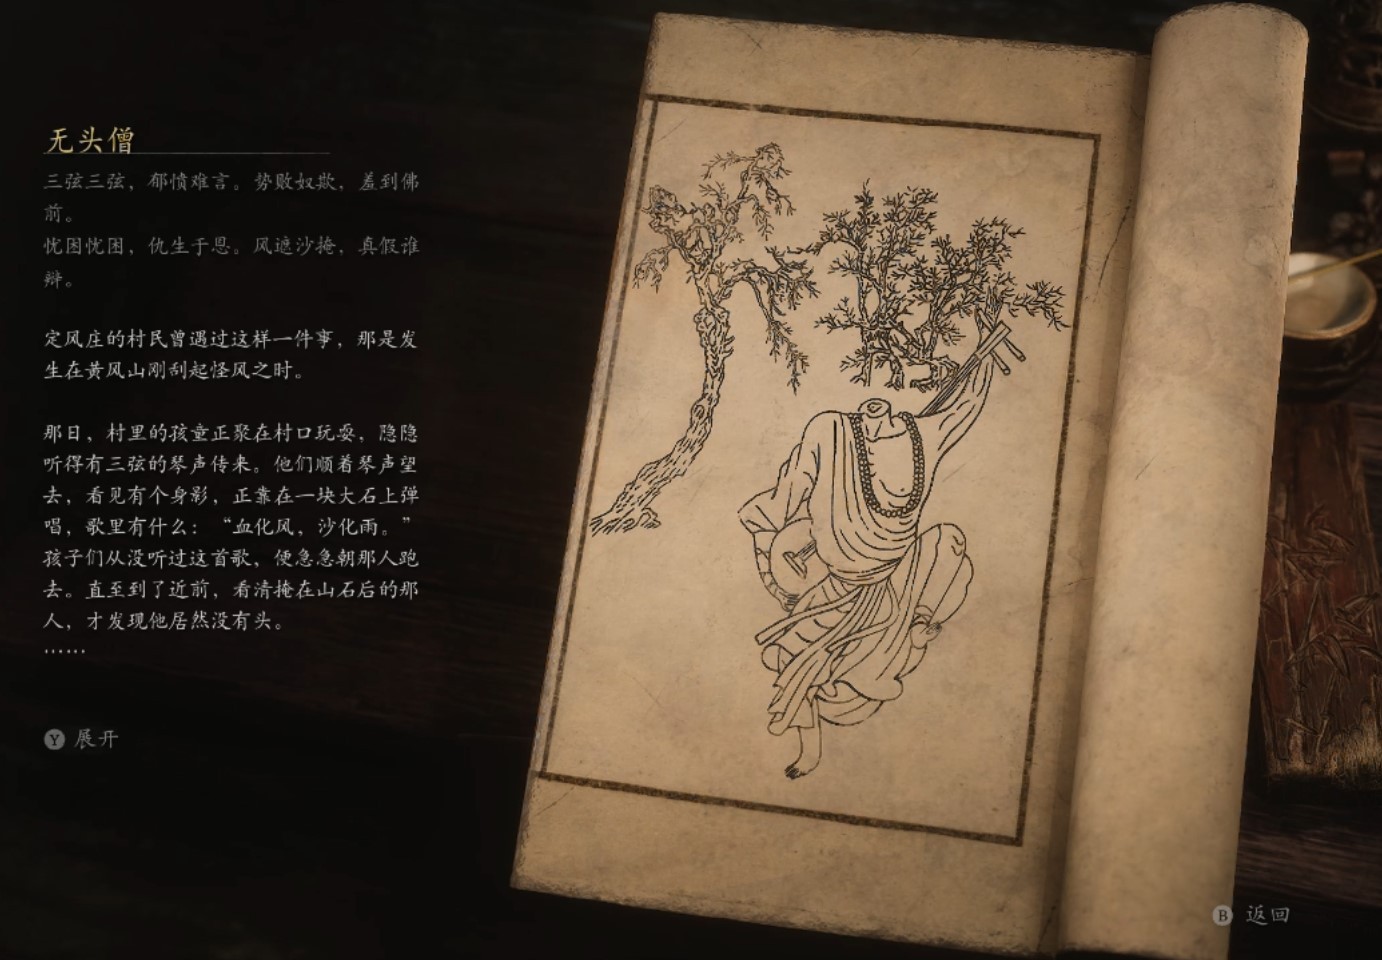 无头僧
三弦三弦，郁愤难言。势败奴欺，羞到佛
前。
忧困忧困，仇生于恩。风遮沙掩，真假谁
辩。
定风庄的村民曾遇过这样一件事，那是发
生在黄风山刚刮起怪风之时。
那日，村里的孩童正聚在村口玩耍，隐隐
听得有三弦的琴声传来。他们顺着琴声望
去，看见有个身影，正靠在一块大石上弹
唱，歌里有什么：“血化风，沙化雨。”
孩子们从没听过这首歌，便急急朝那人跑
去。直至到了近前，看清掩在山石后的那
人，才发现他居然没有头。
……
Y 展开
B 返回